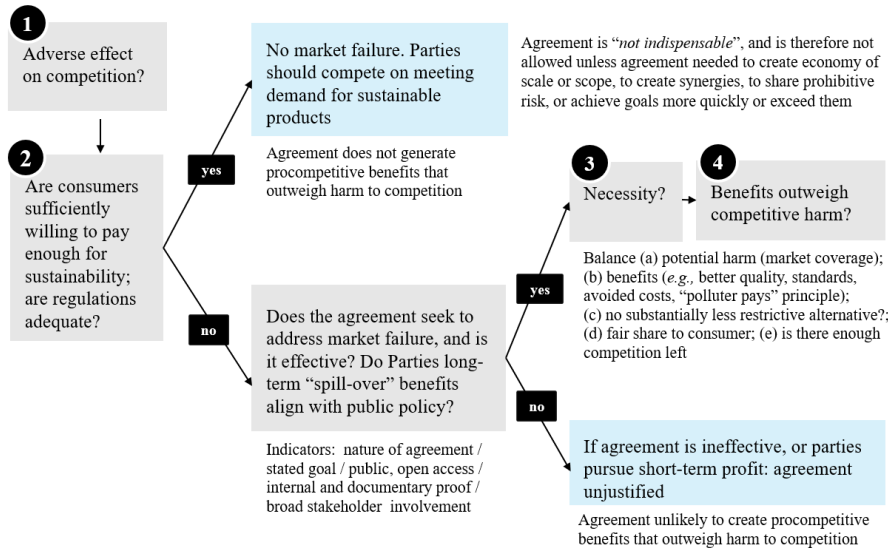 1
Adverse effect
on competition?
2
Are consumers
sufficiently
willing to pay
enough for
sustainability;
are regulations
adequate?
yes
no
No market failure. Parties
should compete on meeting
demand for sustainable
products
Agreement does not generate
procompetitive benefits that
outweigh harm to competition
Agreement is “not indispensable”, and is therefore not
allowed unless agreement needed to create economy of
scale or scope, to create synergies, to share prohibitive
risk, or achieve goals more quickly or exceed them
Does the agreement seek to
address market failure, and is
it effective? Do Parties long-
term “spill-over” benefits
align with public policy?
Indicators: nature of agreement /
stated goal / public, open access /
internal and documentary proof /
broad stakeholder involvement
yes
no
3
Necessity?
4
Benefits outweigh
competitive harm?
Balance (a) potential harm (market coverage);
(b) benefits (e.g., better quality, standards,
avoided costs, “polluter pays” principle);
(c) no substantially less restrictive alternative?;
(d) fair share to consumer; (e) is there enough
competition left
If agreement is ineffective, or parties
pursue short-term profit: agreement
unjustified
Agreement unlikely to create procompetitive
benefits that outweigh harm to competition